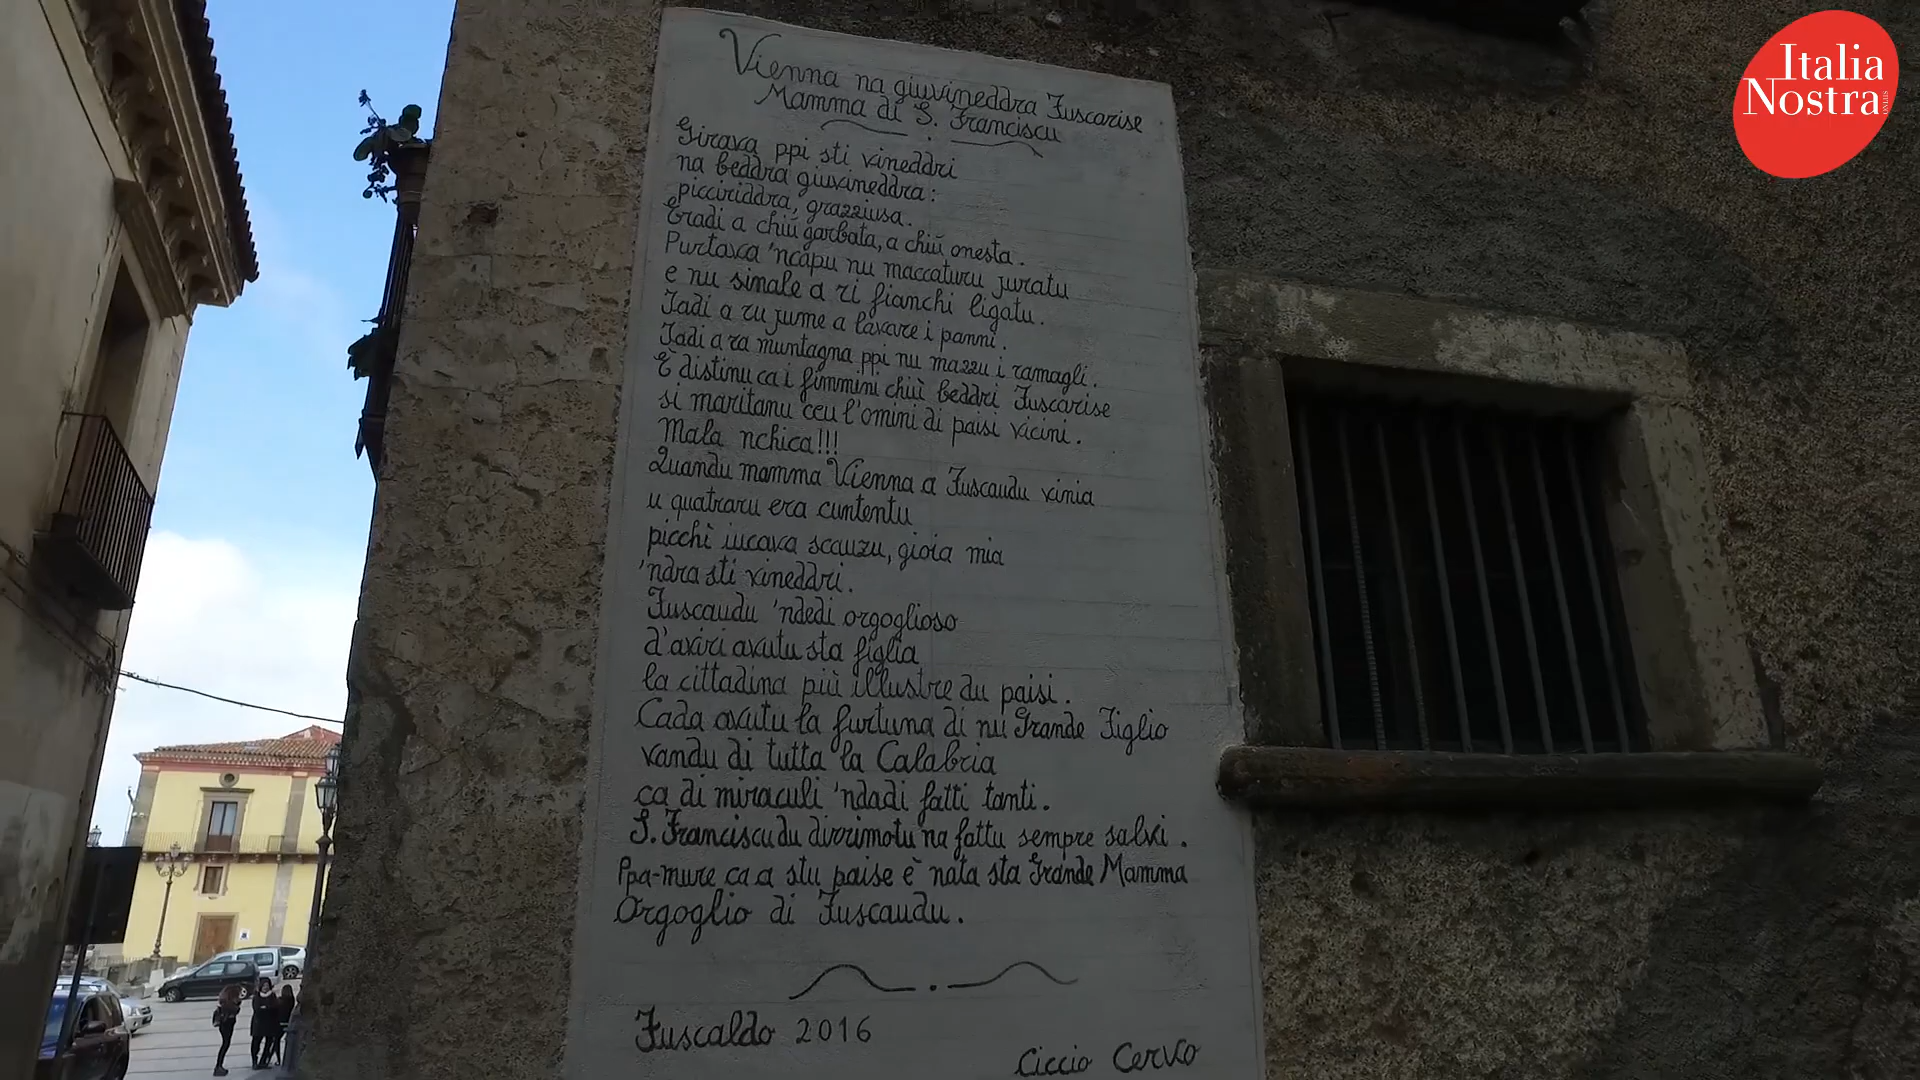 Italia
Nostra
Vienna na giuvineddra Fuscarise
Mamma di S. Franciscu
Girava ppi sti vineddri
na beddra giuvineddra:
picciriddra, grazziusa.
Eradi a chiú garbata, a chiú onesta.
Purtava 'ncapu nu maccaturu juratu
e nu sinale a ri fianchi ligatu.
Jadi a ru jume a lavare i panni.
Jadi a ra muntagna ppi nu mazzu i ramagli.
È distinu ca i fimmini chiù beddri Fuscarise
si maritanu ccu l'omini di paisi vicini.
Mala nchica!!!
Quandu mamma Vienna a Fuscaudu vinia
u quatraru era cuntentu
picchì iucava scauzu, gioia mia
'ndra sti vineddri.
Fuscaudu 'ndedi orgoglioso
d'aviri avutu sta figlia
la cittadina più illustre du paisi.
Cada avutu la furtuna di nu Grande Figlio
vandu di tutta la Calabria
ca di miraculi 'ndadi fatti tanti.
S. Franciscu du dirrimotu na fattu sempre salvi.
Ppa-mure ca a stu paise è nata sta Grande Mamma
Orgoglio di Fuscaudu.
Fuscaldo 2016
Ciccio Cervo